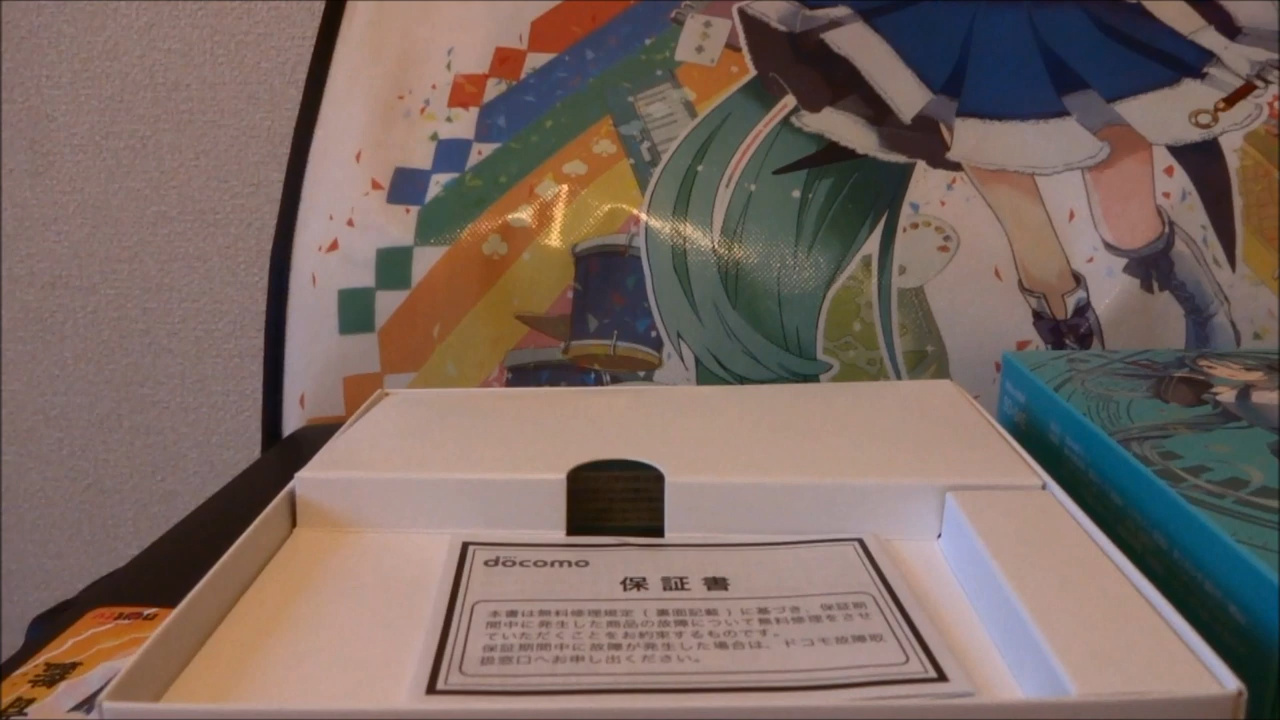 docomo
保証書
本書は無料修理規定(裏面記載)に基づき、保証期
間中に発生した商品の故障について無料修理をさせ
ていただくことをお約束するものです。
保証期間中に故障が発生した場合は、ドコモ故障取
扱窓口へお申し出ください。